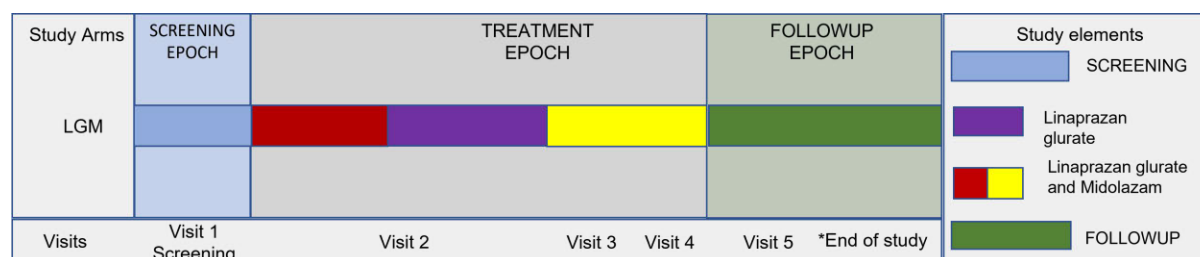 Study Arms
SCREENING
EPOCH
TREATMENT
EPOCH
FOLLOWUP
EPOCH
Study elements
SCREENING
LGM
Linaprazan
glurate
Linaprazan glurate
and Midolazam
FOLLOWUP
Visits
Visit 1
Screening
Visit 2
Visit 3
Visit 4
Visit 5
*End of study